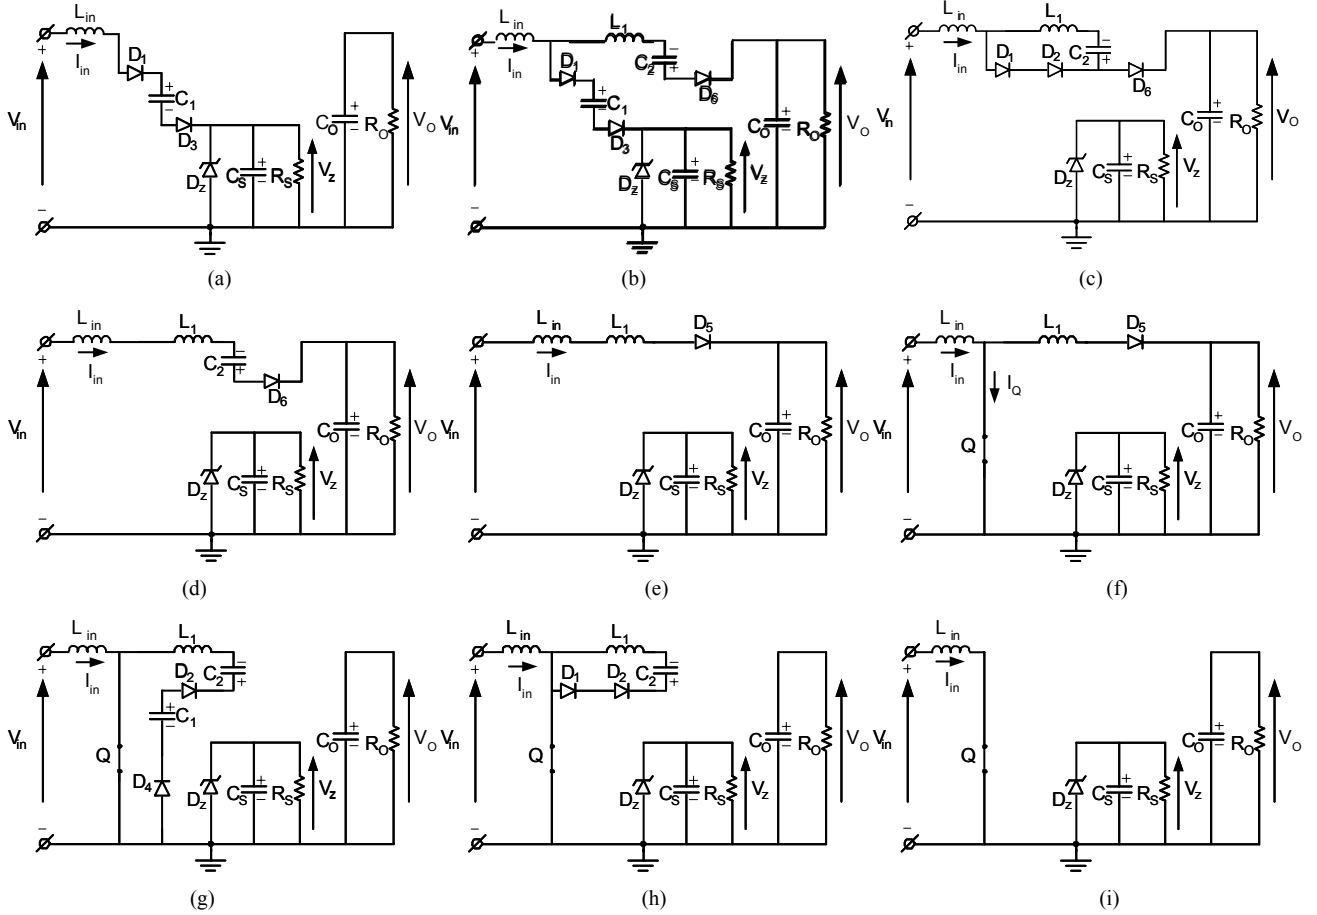 L in
I in
D1
+
C1
−
D3
V in
+
−
DZ
CS
+
−
RS
VZ
CO
+
−
RO
VO
(a)
L in
I in
L1
−
C2
+
D6
D1
+
C1
−
D3
Vin
+
−
DZ
CS
+
−
RS
VZ
CO
+
−
RO
VO
(b)
L in
I in
L1
−
C2
+
D1
D2
D6
Vin
+
−
DZ
CS
+
−
RS
VZ
CO
+
−
RO
VO
(c)
L in
I in
L1
−
C2
+
D6
Vin
+
−
DZ
CS
+
−
RS
VZ
CO
+
−
RO
VO
(d)
L in
I in
L1
D5
Vin
+
−
DZ
CS
+
−
RS
VZ
CO
+
−
RO
VO
(e)
L in
I in
L1
D5
IQ
Q
Vin
+
−
DZ
CS
+
−
RS
VZ
CO
+
−
RO
VO
(f)
L in
I in
L1
−
C2
+
D2
+
C1
−
D4
Q
Vin
+
−
DZ
CS
+
−
RS
VZ
CO
+
−
RO
VO
(g)
L in
I in
L1
−
C2
+
D1
D2
Q
Vin
+
−
DZ
CS
+
−
RS
VZ
CO
+
−
RO
VO
(h)
L in
I in
Q
Vin
+
−
DZ
CS
+
−
RS
VZ
CO
+
−
RO
VO
(i)